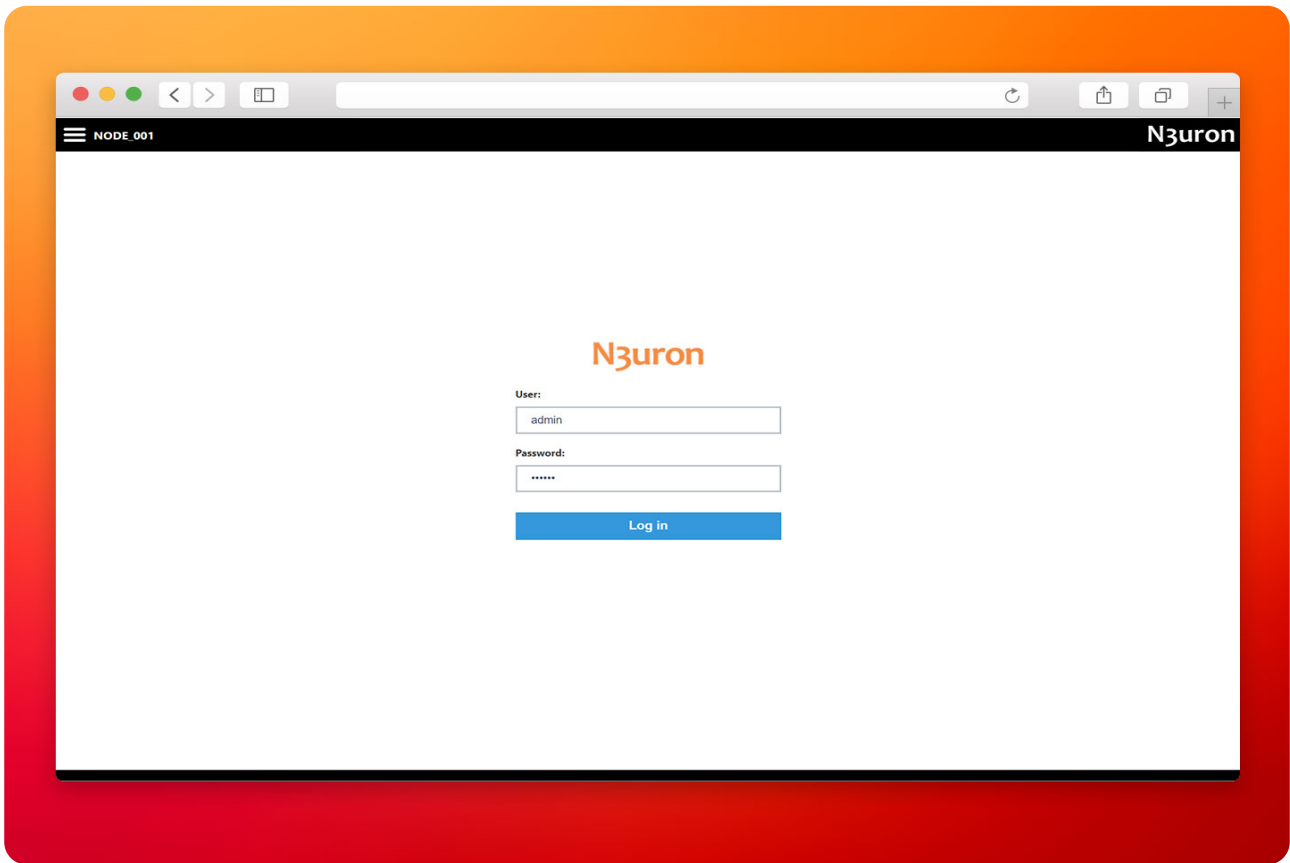 NODE_001
N3uron
N3uron
User:
admin
Password:
••••••
Log in